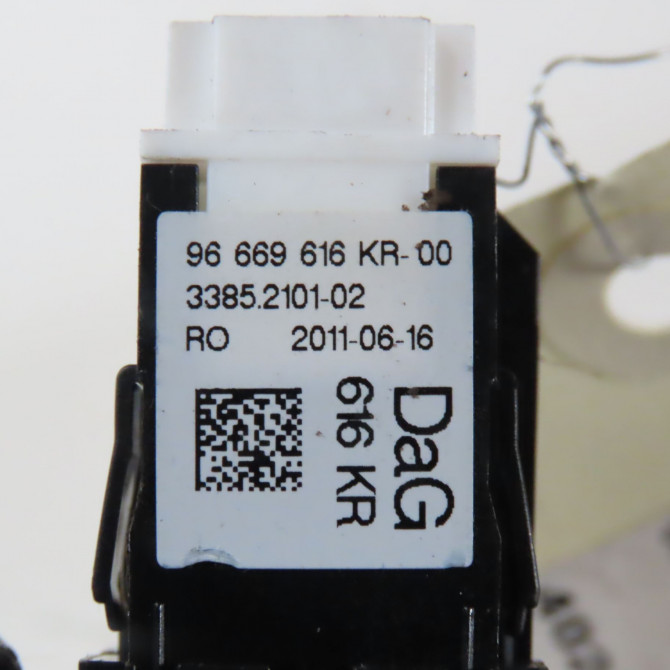 96 669 616 KR-00
3385.2101-02
RO 2011-06-16
DaG
616 KR